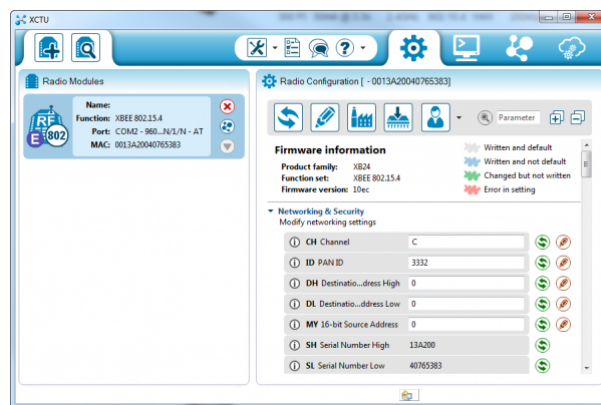 XCTU
Radio Modules
Name:
Function: XBEE 802.15.4
Port: COM2 - 960...N/1/N - AT
MAC: 0013A20040765383
RF
E 802
Radio Configuration [ - 0013A20040765383]
Parameter
Firmware information
Product family: XB24
Function set: XBEE 802.15.4
Firmware version: 10ec
Written and default
Written and not default
Changed but not written
Error in setting
Networking & Security
Modify networking settings
CH Channel C
ID PAN ID 3332
DH Destinatio...dress High 0
DL Destinatio...ddress Low 0
MY 16-bit Source Address 0
SH Serial Number High 13A200
SL Serial Number Low 40765383